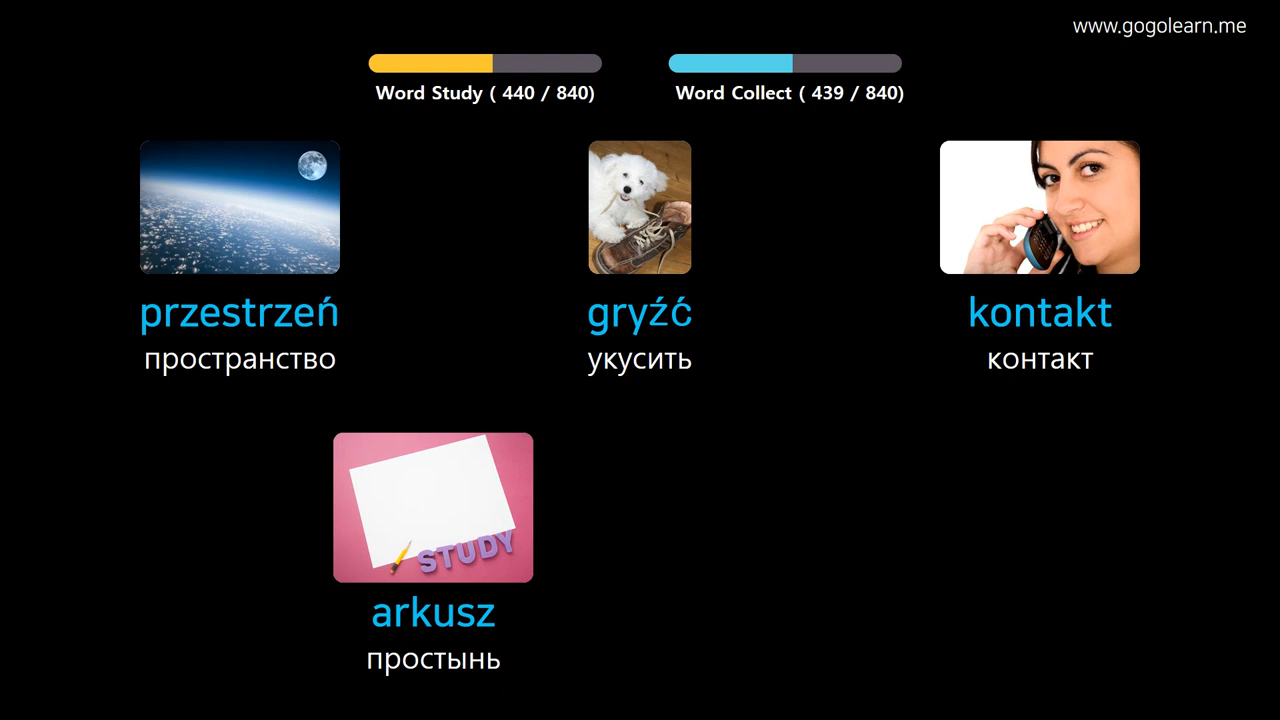 www.gogolearn.me
Word Study ( 440 / 840)
Word Collect ( 439 / 840)
przestrzeń
пространство
gryźć
укусить
kontakt
контакт
STUDY
arkusz
простынь